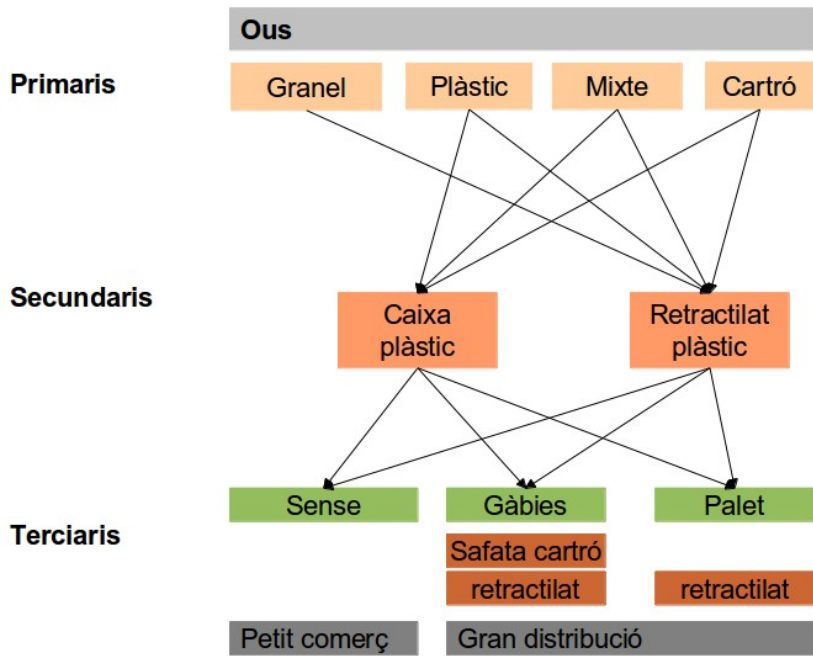 Ous
Primaris
Granel
Plàstic
Mixte
Cartró
Secundaris
Caixa
plàstic
Retractilat
plàstic
Terciaris
Sense
Gàbies
Palet
Safata cartró
retractilat
retractilat
Petit comerç
Gran distribució